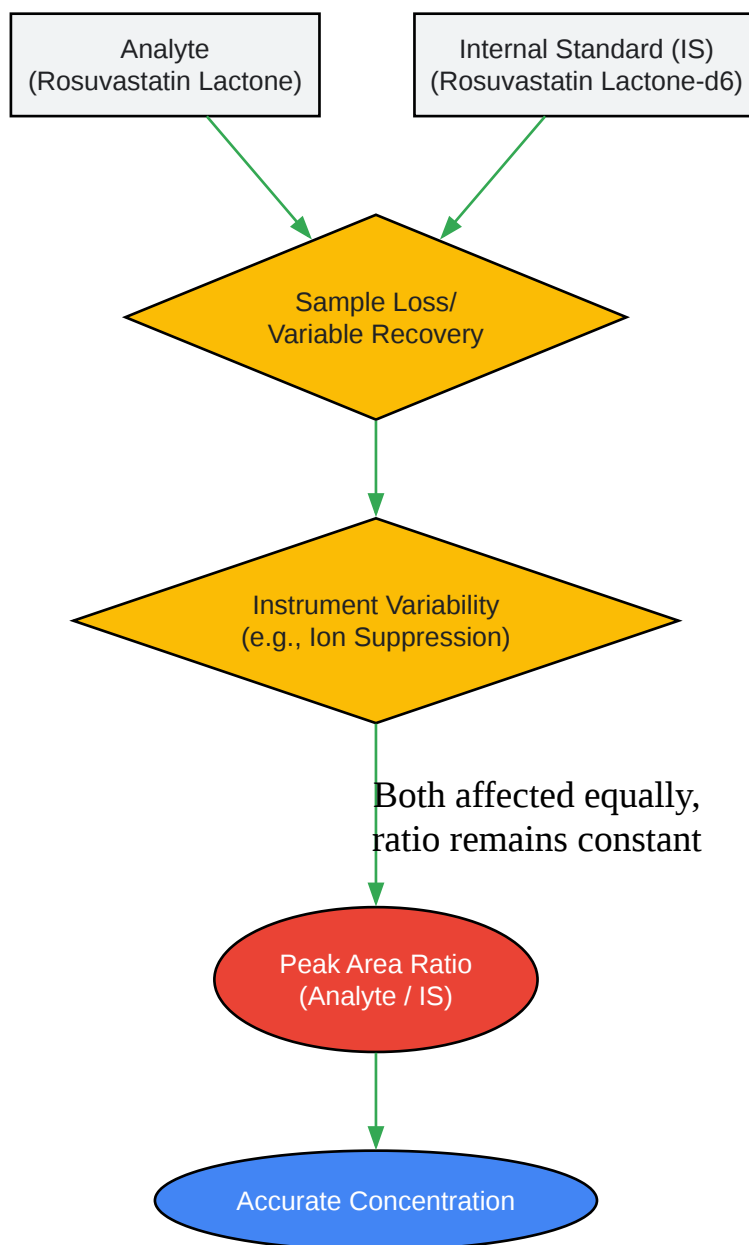 Analyte
(Rosuvastatin Lactone)
Internal Standard (IS)
(Rosuvastatin Lactone-d6)
Sample Loss/
Variable Recovery
Instrument Variability
(e.g., Ion Suppression)
Both affected equally,
ratio remains constant
Peak Area Ratio
(Analyte / IS)
Accurate Concentration